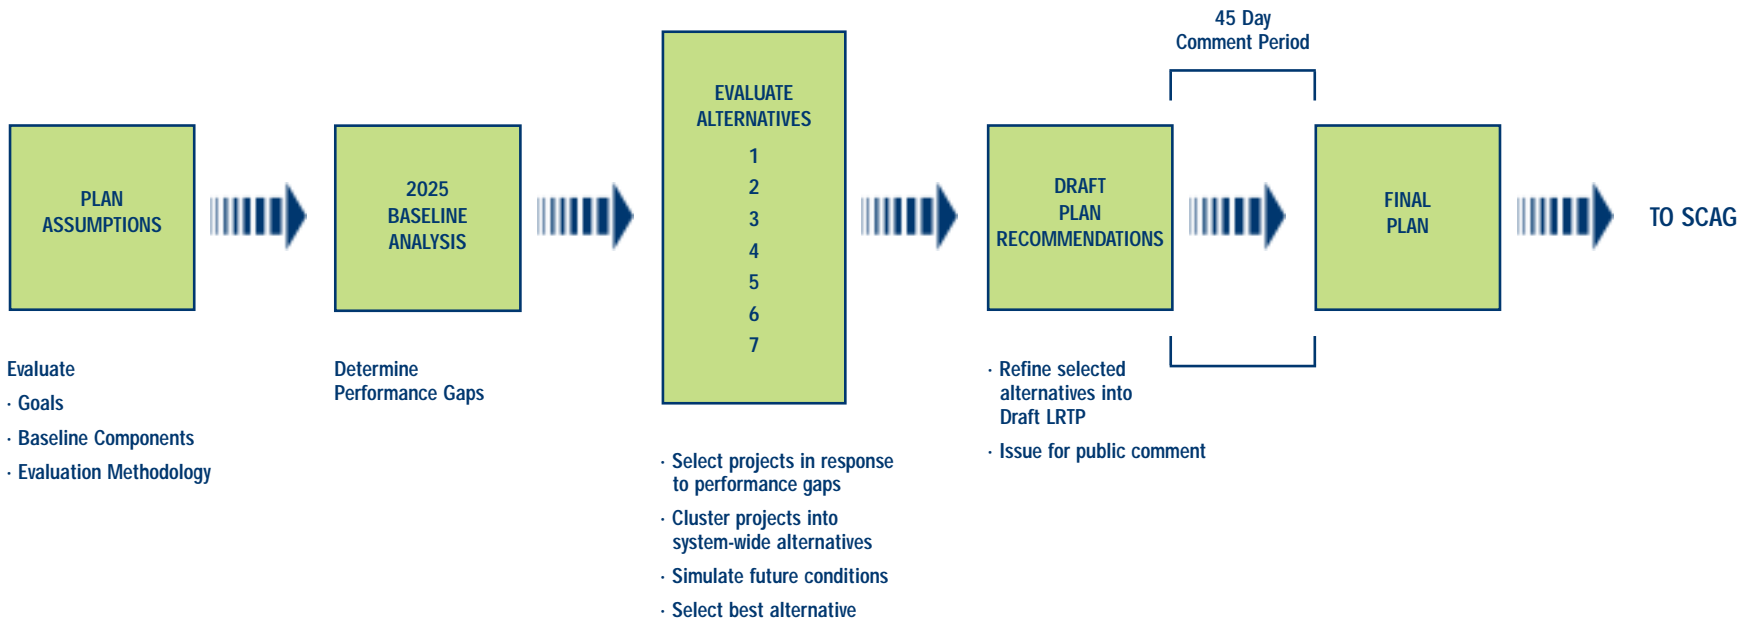 45 Day
Comment Period
PLAN
ASSUMPTIONS
2025
BASELINE
ANALYSIS
EVALUATE
ALTERNATIVES
1
2
3
4
5
6
7
DRAFT
PLAN
RECOMMENDATIONS
FINAL
PLAN
TO SCAG
Evaluate
· Goals
· Baseline Components
· Evaluation Methodology
Determine
Performance Gaps
· Select projects in response
to performance gaps
· Cluster projects into
system-wide alternatives
· Simulate future conditions
· Select best alternative
· Refine selected
alternatives into
Draft LRTP
· Issue for public comment